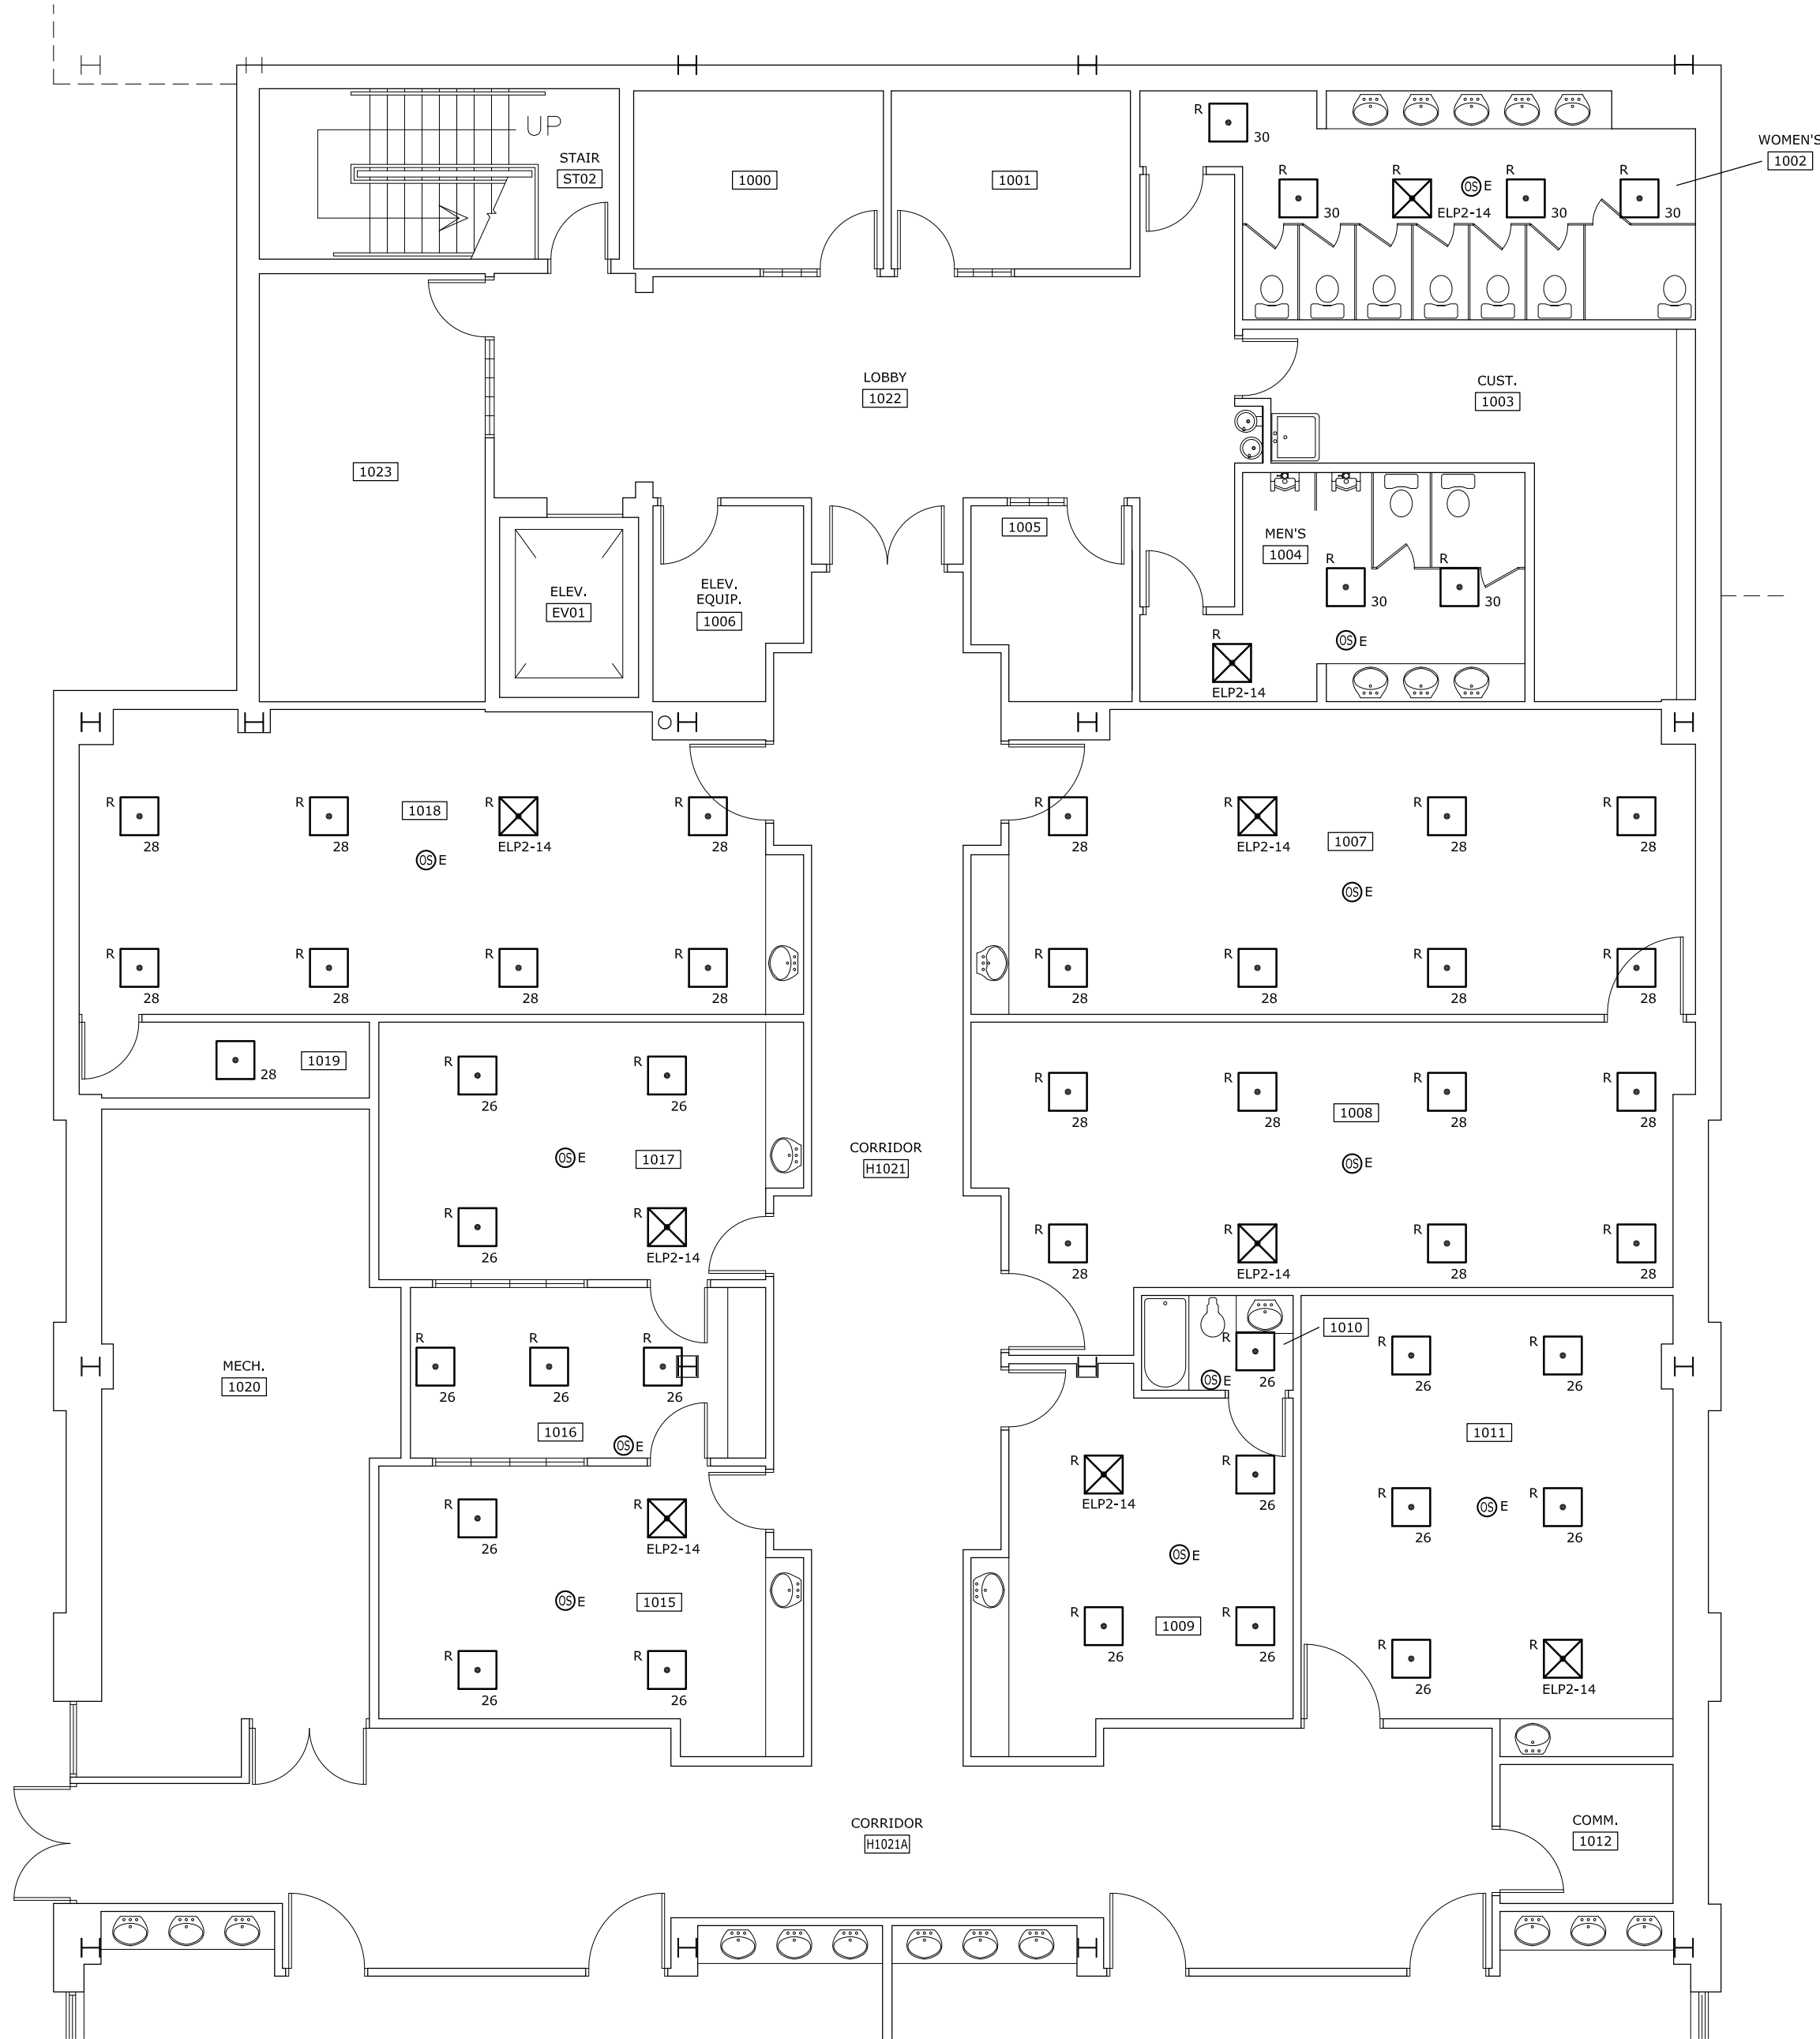 UP
STAIR
ST02
1000
1001
R
30
WOMEN'S
1002
R
30
R
ELP2-14
OS E
R
30
R
30
LOBBY
1022
CUST.
1003
1023
1005
MEN'S
1004
R
30
R
30
ELEV.
EV01
ELEV.
EQUIP.
1006
OS E
R
ELP2-14
R
28
R
28
1018
R
ELP2-14
R
28
OS E
R
28
R
ELP2-14
1007
R
28
R
28
OS E
R
28
R
28
R
28
R
28
R
28
R
28
R
28
R
28
28
1019
R
26
R
26
R
28
R
28
R
28
R
28
1008
OS E
1017
OS E
CORRIDOR
H1021
R
26
R
ELP2-14
R
28
R
ELP2-14
R
28
R
28
MECH.
1020
R
26
R
26
R
26
1016
OS E
1010
R
26
OS E
R
26
R
26
1011
R
ELP2-14
R
26
R
26
R
26
OS E
R
26
R
ELP2-14
OS E
1015
OS E
R
26
1009
R
26
R
26
R
26
R
26
R
ELP2-14
CORRIDOR
H1021A
COMM.
1012